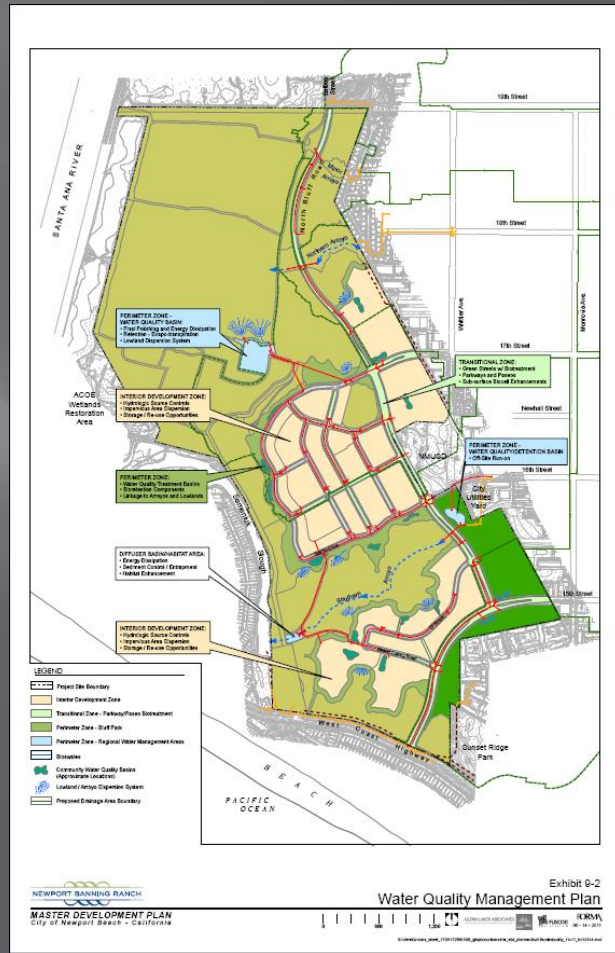 19th Street
SANTA ANA RIVER
North Bluff Road
18th Street
Northern Arroyo
PERIMETER ZONE -
WATER QUALITY BASIN:
• Final Polishing and Energy Dissipation
• Retention - Evapo-transpiration
• Lowland Dispersion System
Whittier Ave.
Monrovia Ave.
17th Street
TRANSITIONAL ZONE:
• Green Streets w/ Biotreatment
• Parkways and Paseos
• Sub-surface Biocell Enhancements
ACOE
Wetlands
Restoration
Area
INTERIOR DEVELOPMENT ZONE:
• Hydrologic Source Controls
• Impervious Area Dispersion
• Storage / Re-use Opportunities
Newhall Street
PERIMETER ZONE -
WATER QUALITY/DETENTION BASIN
• Off-Site Run-on
NMUSD
16th Street
PERIMETER ZONE:
• Water Quality Treatment Basins
• Bioretention Components
• Linkage to Arroyos and Lowlands
City
Utilities
Yard
Semeniuk
Slough
DIFFUSER BASIN/HABITAT AREA:
• Energy Dissipation
• Sediment Control / Entrapment
• Habitat Enhancement
Southern
Arroyo
15th Street
INTERIOR DEVELOPMENT ZONE:
• Hydrologic Source Controls
• Impervious Area Dispersion
• Storage / Re-use Opportunities
West Coast Highway
Sunset Ridge
Park
BEACH
PACIFIC
OCEAN
LEGEND
Project Site Boundary
Interior Development Zone
Transitional Zone - Parkway/Paseo Biotreatment
Perimeter Zone - Bluff Park
Perimeter Zone - Regional Water Management Areas
Bioswales
Community Water Quality Basins
(Approximate Locations)
Lowland / Arroyo Dispersion System
Proposed Drainage Area Boundary
Exhibit 9-2
Water Quality Management Plan
NEWPORT BANNING RANCH
MASTER DEVELOPMENT PLAN
City of Newport Beach - California
FUSCOE
FORMA